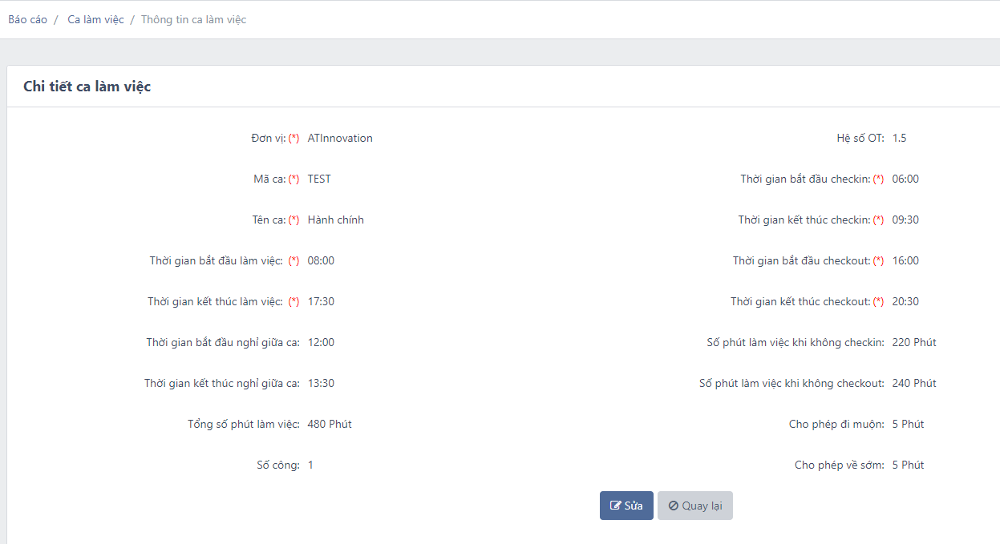 Báo cáo / Ca làm việc / Thông tin ca làm việc
Chi tiết ca làm việc
Đơn vị: (*) ATInnovation
Hệ số OT: 1.5
Mã ca: (*) TEST
Thời gian bắt đầu checkin: (*) 06:00
Tên ca: (*) Hành chính
Thời gian kết thúc checkin: (*) 09:30
Thời gian bắt đầu làm việc: (*) 08:00
Thời gian bắt đầu checkout: (*) 16:00
Thời gian kết thúc làm việc: (*) 17:30
Thời gian kết thúc checkout: (*) 20:30
Thời gian bắt đầu nghỉ giữa ca: 12:00
Số phút làm việc khi không checkin: 220 Phút
Thời gian kết thúc nghỉ giữa ca: 13:30
Số phút làm việc khi không checkout: 240 Phút
Tổng số phút làm việc: 480 Phút
Cho phép đi muộn: 5 Phút
Số công: 1
Cho phép về sớm: 5 Phút
Sửa
Quay lại